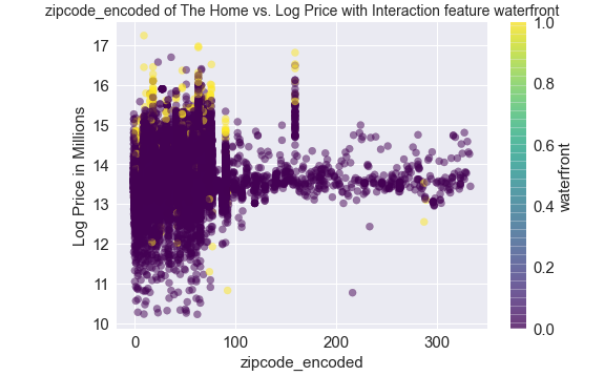 zipcode_encoded of The Home vs. Log Price with Interaction feature waterfront
17
16
15
14
13
12
11
10
Log Price in Millions
0 100 200 300
zipcode_encoded
1.0
0.8
0.6
0.4
0.2
0.0
waterfront